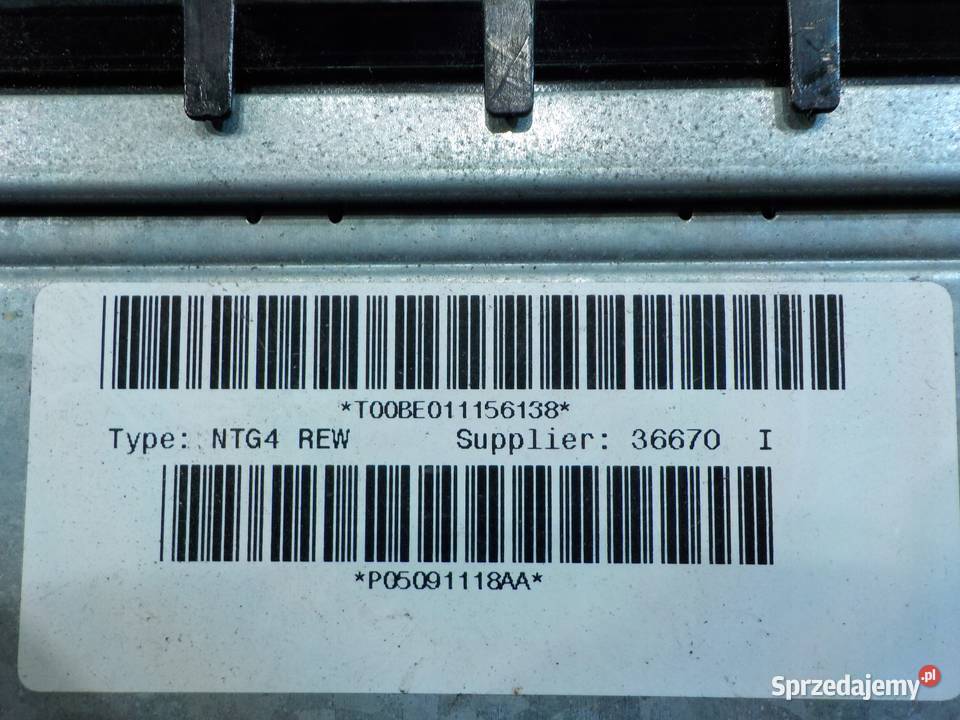 *T00BE011156138*
Type: NTG4 REW Supplier: 36670 I
*P05091118AA*
Sprzedajemy.pl